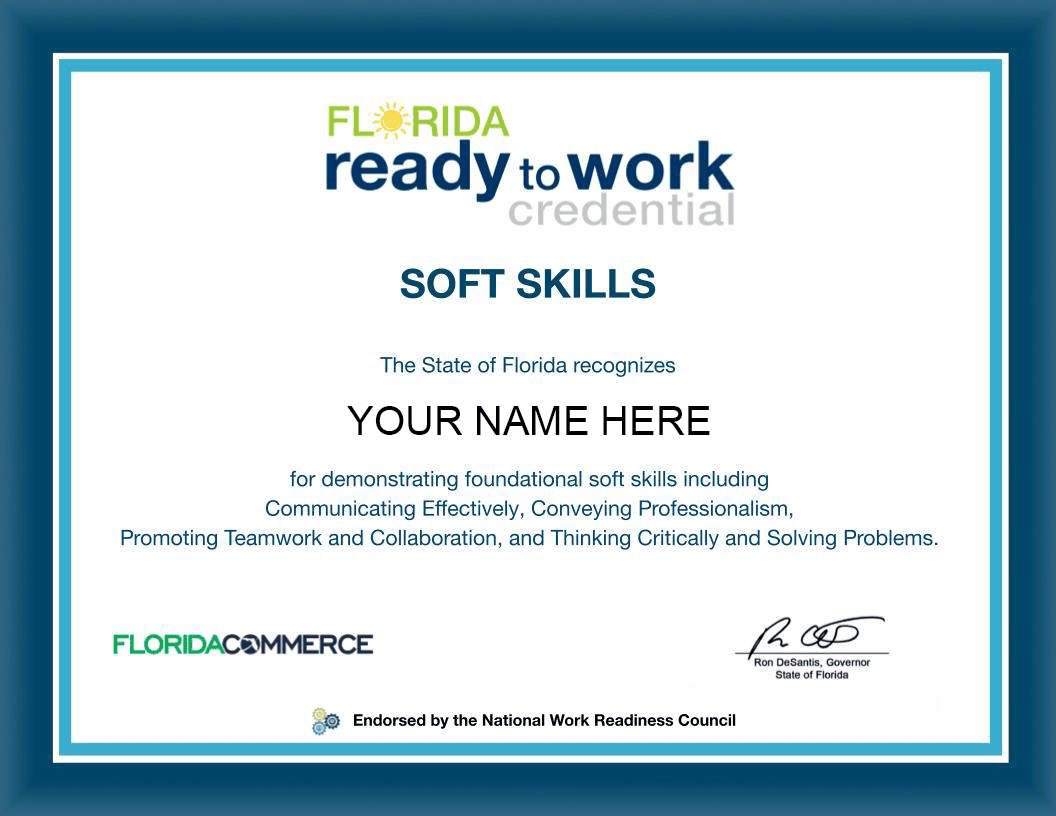 FLORIDA
ready to work
credential
SOFT SKILLS
The State of Florida recognizes
YOUR NAME HERE
for demonstrating foundational soft skills including
Communicating Effectively, Conveying Professionalism,
Promoting Teamwork and Collaboration, and Thinking Critically and Solving Problems.
FLORIDACOMMERCE
Ron DeSantis, Governor
State of Florida
Endorsed by the National Work Readiness Council